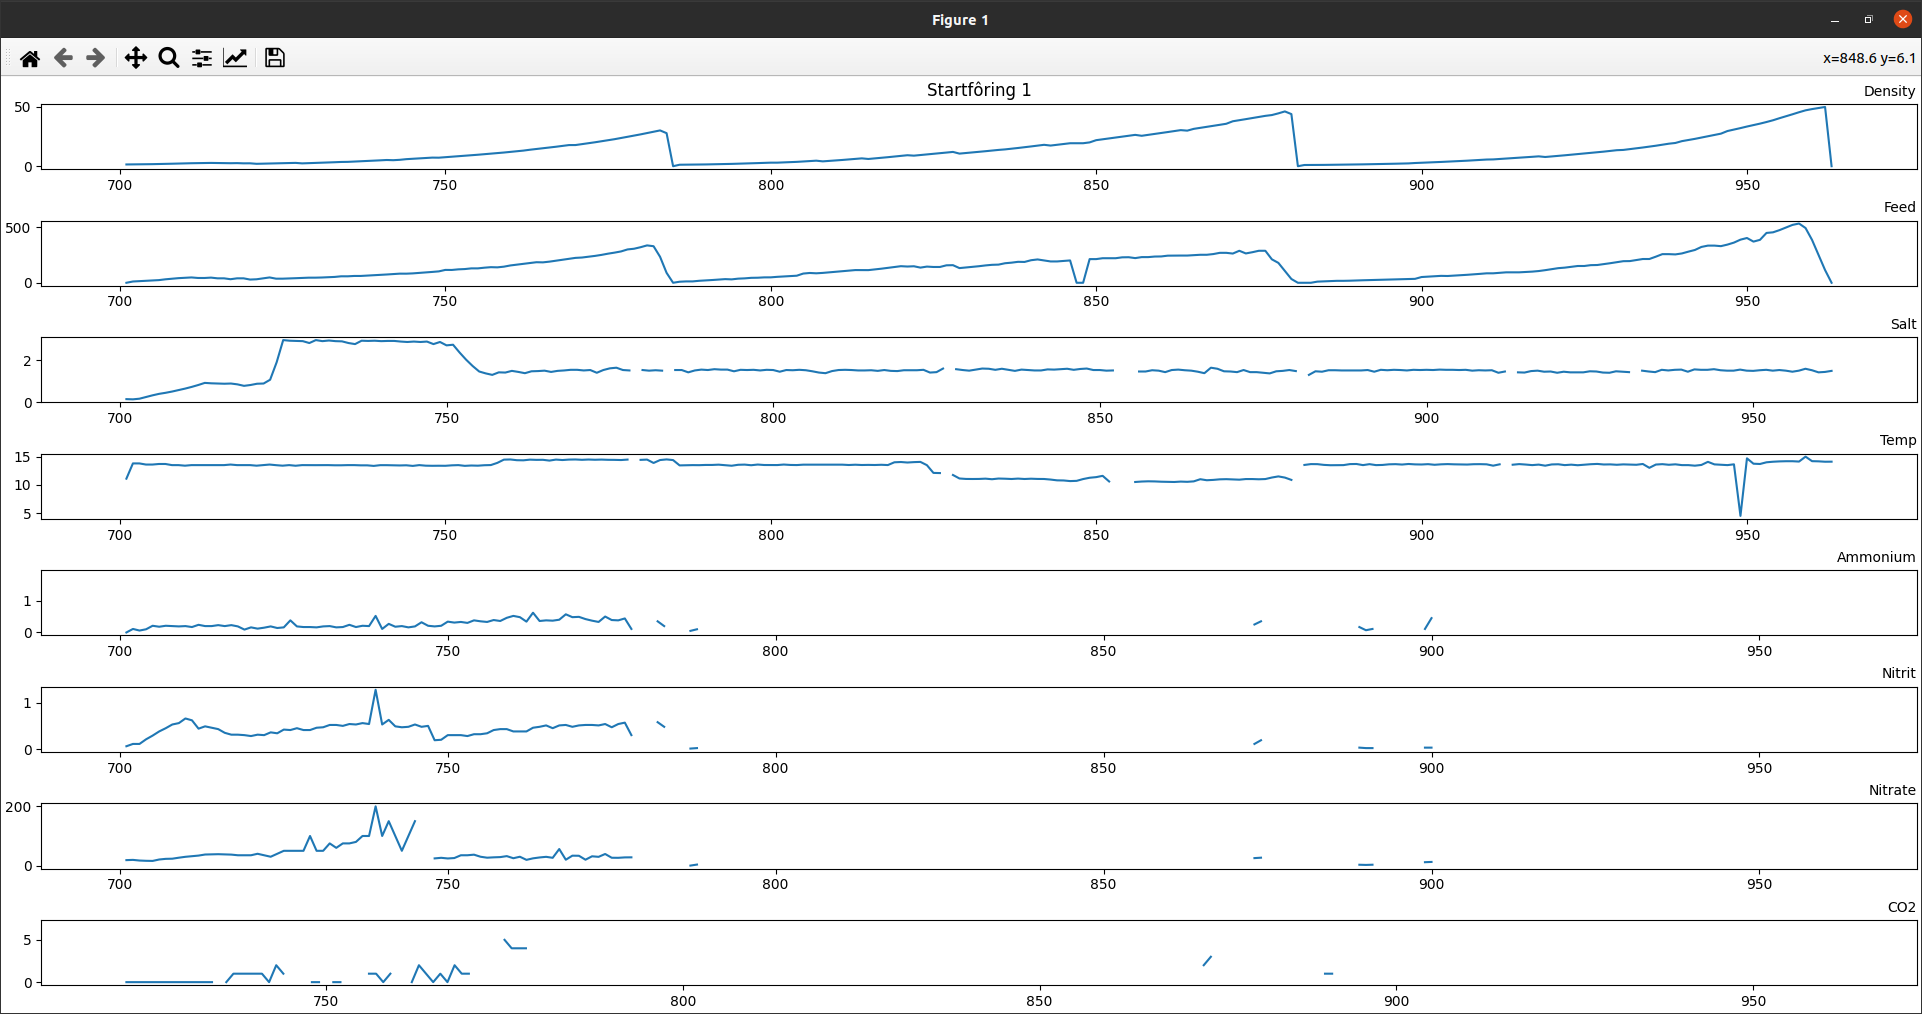 Figure 1
x=848.6 y=6.1
Startfôring 1
Density
50
0
700 750 800 850 900 950
Feed
500
0
700 750 800 850 900 950
Salt
2
0
700 750 800 850 900 950
Temp
15
10
5
700 750 800 850 900 950
Ammonium
1
0
700 750 800 850 900 950
Nitrit
1
0
700 750 800 850 900 950
Nitrate
200
0
700 750 800 850 900 950
CO2
5
0
750 800 850 900 950